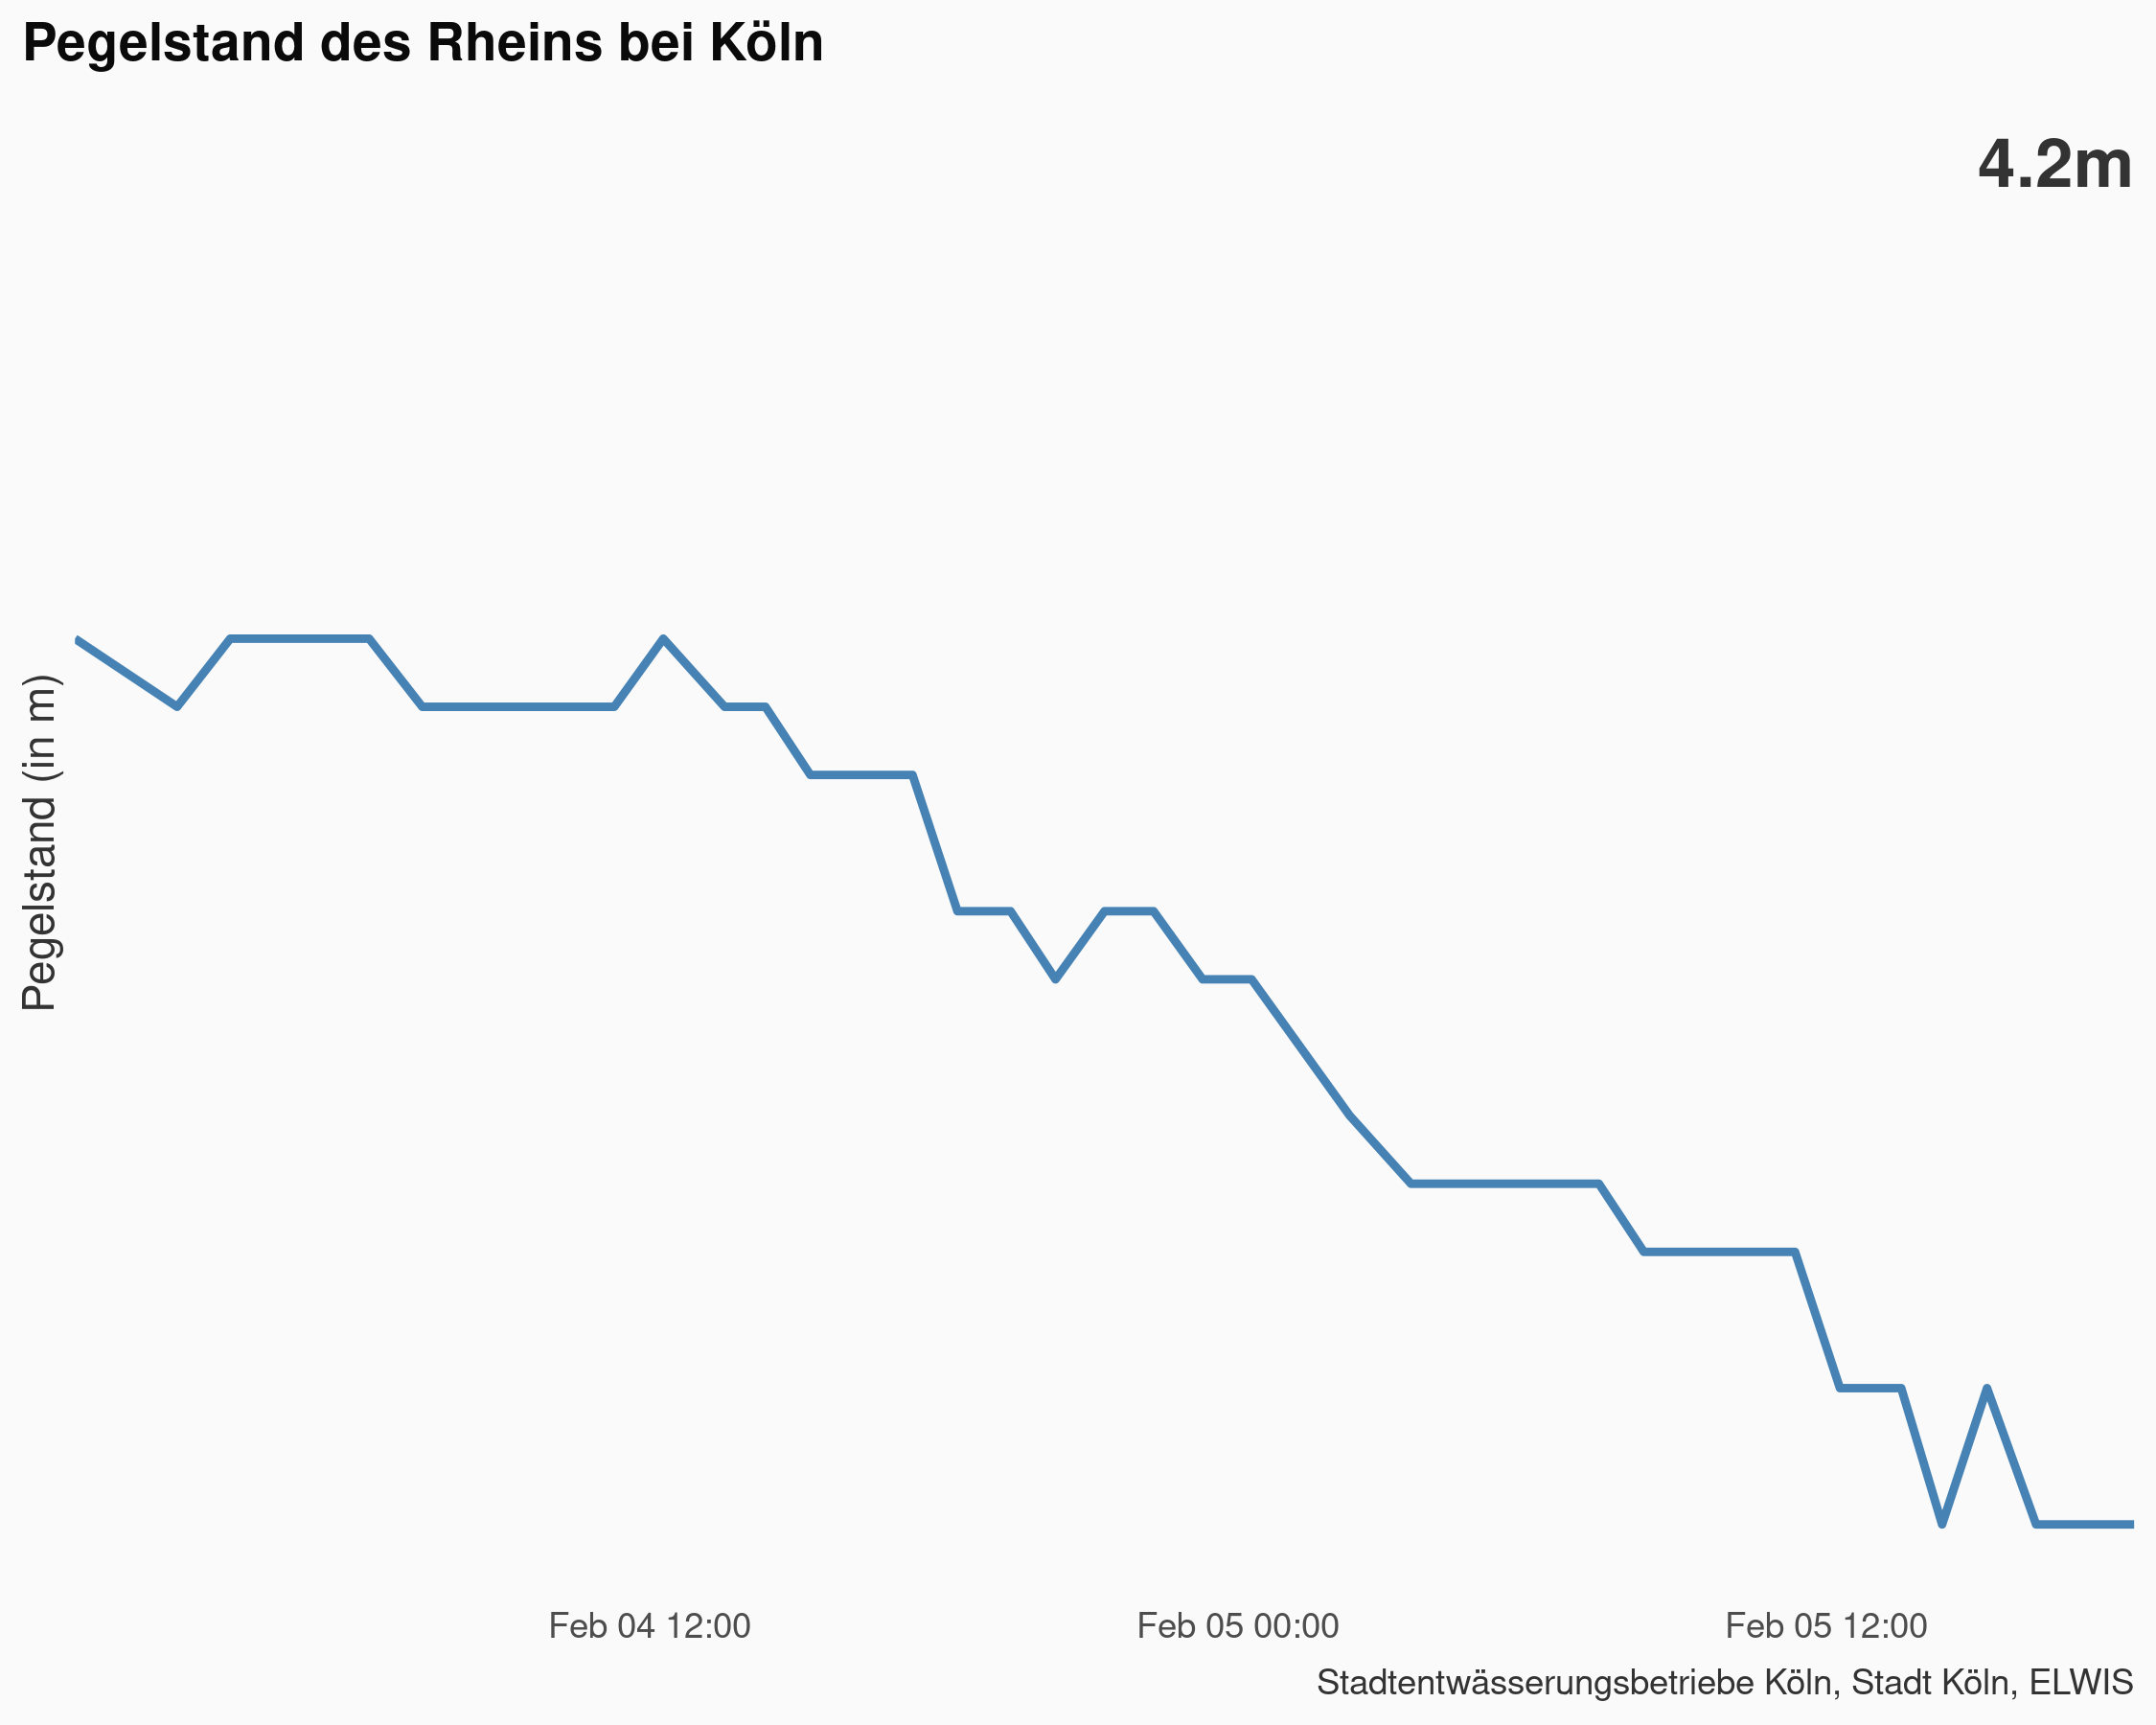 Pegelstand des Rheins bei Köln
4.2m
Pegelstand (in m)
Feb 04 12:00
Feb 05 00:00
Feb 05 12:00
Stadtentwässerungsbetriebe Köln, Stadt Köln, ELWIS